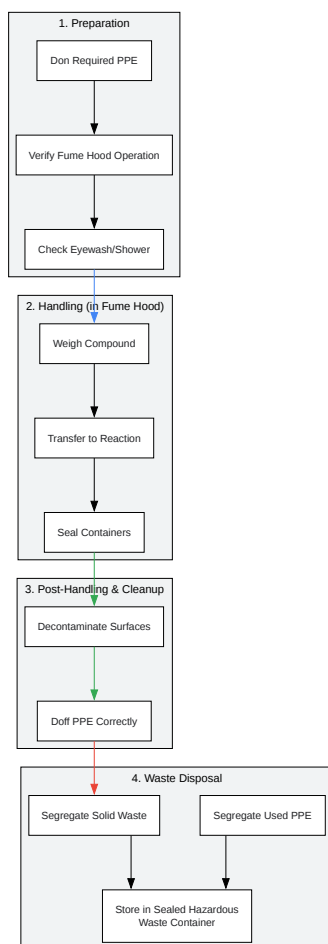 1. Preparation
Don Required PPE
Verify Fume Hood Operation
Check Eyewash/Shower
2. Handling (in Fume Hood)
Weigh Compound
Transfer to Reaction
Seal Containers
3. Post-Handling & Cleanup
Decontaminate Surfaces
Doff PPE Correctly
4. Waste Disposal
Segregate Solid Waste
Segregate Used PPE
Store in Sealed Hazardous
Waste Container